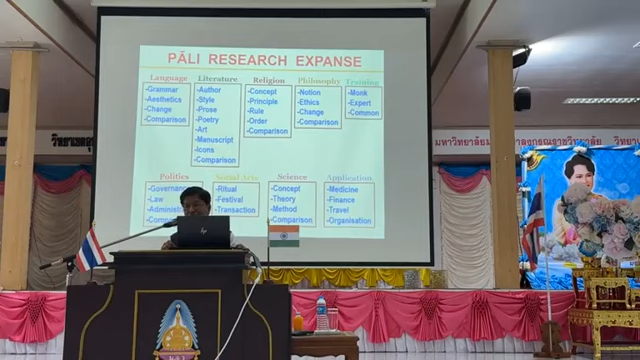 PĀLI RESEARCH EXPANSE
Language
-Grammar
-Aesthetics
-Change
-Comparison
Literature
-Author
-Style
-Prose
-Poetry
-Art
-Manuscript
-Icons
-Comparison
Religion
-Concept
-Principle
-Rule
-Order
-Comparison
Philosophy
-Notion
-Ethics
-Change
-Comparison
Training
-Monk
-Expert
-Common
Politics
-Governance
-Law
Social Arts
-Ritual
-Festival
-Transaction
Science
-Concept
-Theory
-Method
-Comparison
Application
-Medicine
-Finance
-Travel
-Organisation
hp